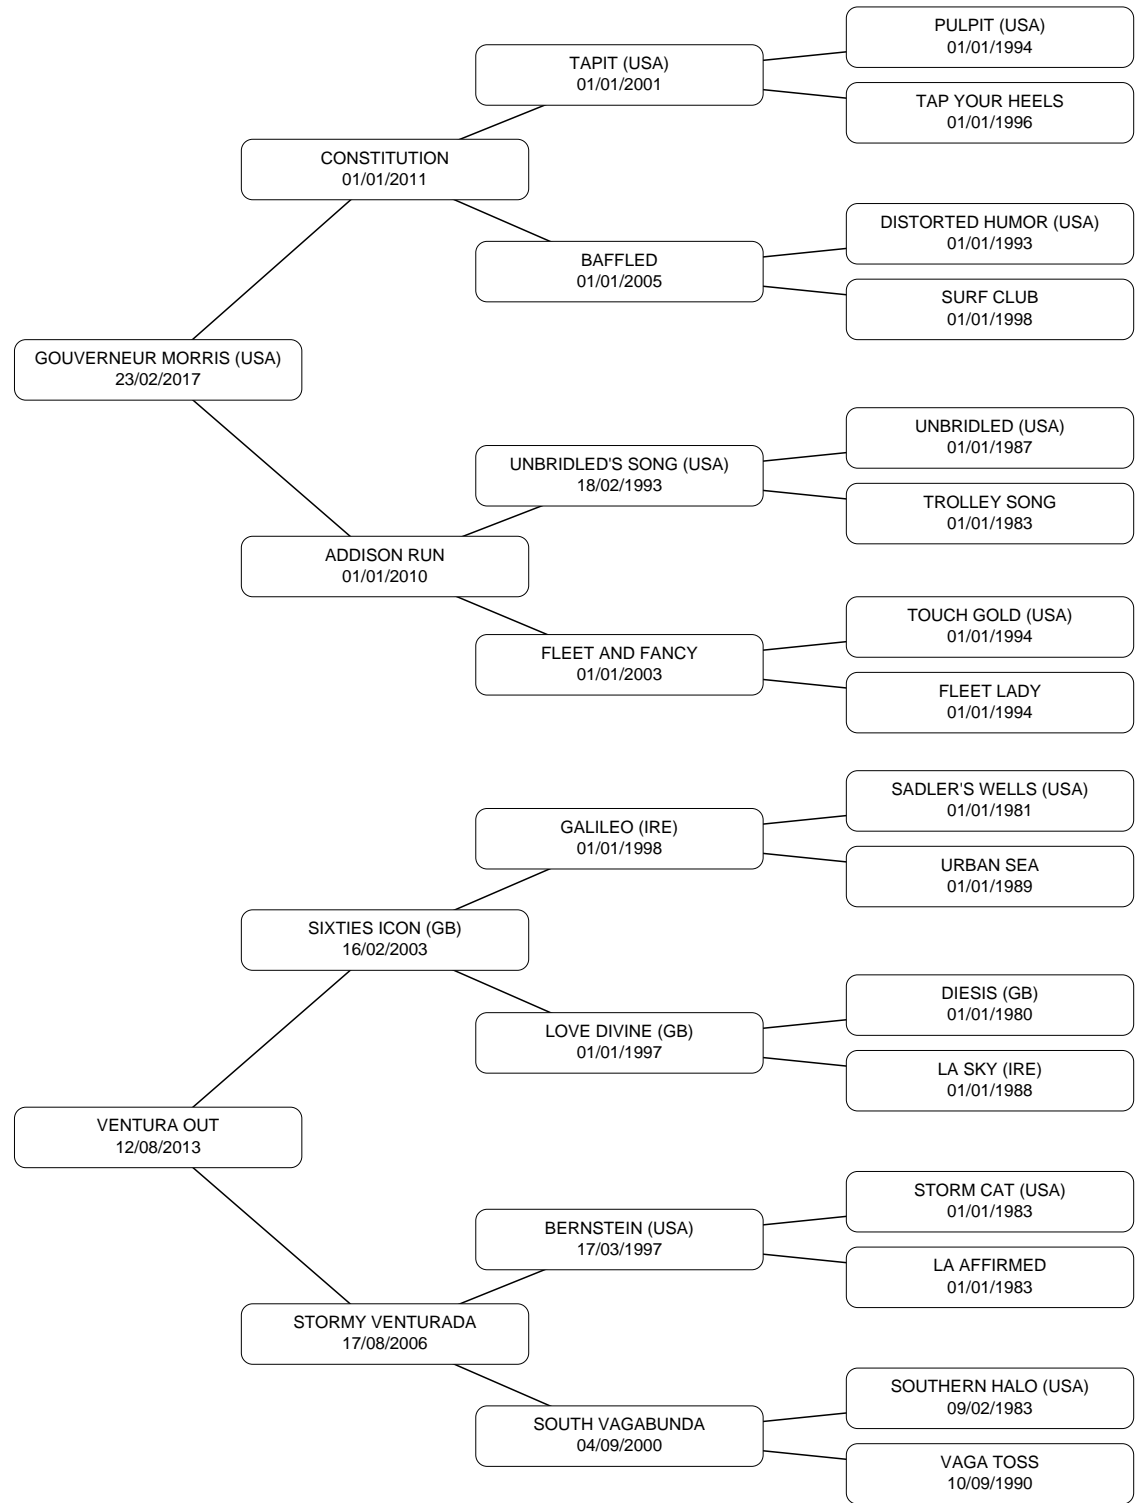 PULPIT (USA)
01/01/1994
TAPIT (USA)
01/01/2001
TAP YOUR HEELS
01/01/1996
CONSTITUTION
01/01/2011
DISTORTED HUMOR (USA)
01/01/1993
BAFFLED
01/01/2005
SURF CLUB
01/01/1998
GOUVERNEUR MORRIS (USA)
23/02/2017
UNBRIDLED (USA)
01/01/1987
UNBRIDLED'S SONG (USA)
18/02/1993
TROLLEY SONG
01/01/1983
ADDISON RUN
01/01/2010
TOUCH GOLD (USA)
01/01/1994
FLEET AND FANCY
01/01/2003
FLEET LADY
01/01/1994
SADLER'S WELLS (USA)
01/01/1981
GALILEO (IRE)
01/01/1998
URBAN SEA
01/01/1989
SIXTIES ICON (GB)
16/02/2003
DIESIS (GB)
01/01/1980
LOVE DIVINE (GB)
01/01/1997
LA SKY (IRE)
01/01/1988
VENTURA OUT
12/08/2013
STORM CAT (USA)
01/01/1983
BERNSTEIN (USA)
17/03/1997
LA AFFIRMED
01/01/1983
STORMY VENTURADA
17/08/2006
SOUTHERN HALO (USA)
09/02/1983
SOUTH VAGABUNDA
04/09/2000
VAGA TOSS
10/09/1990